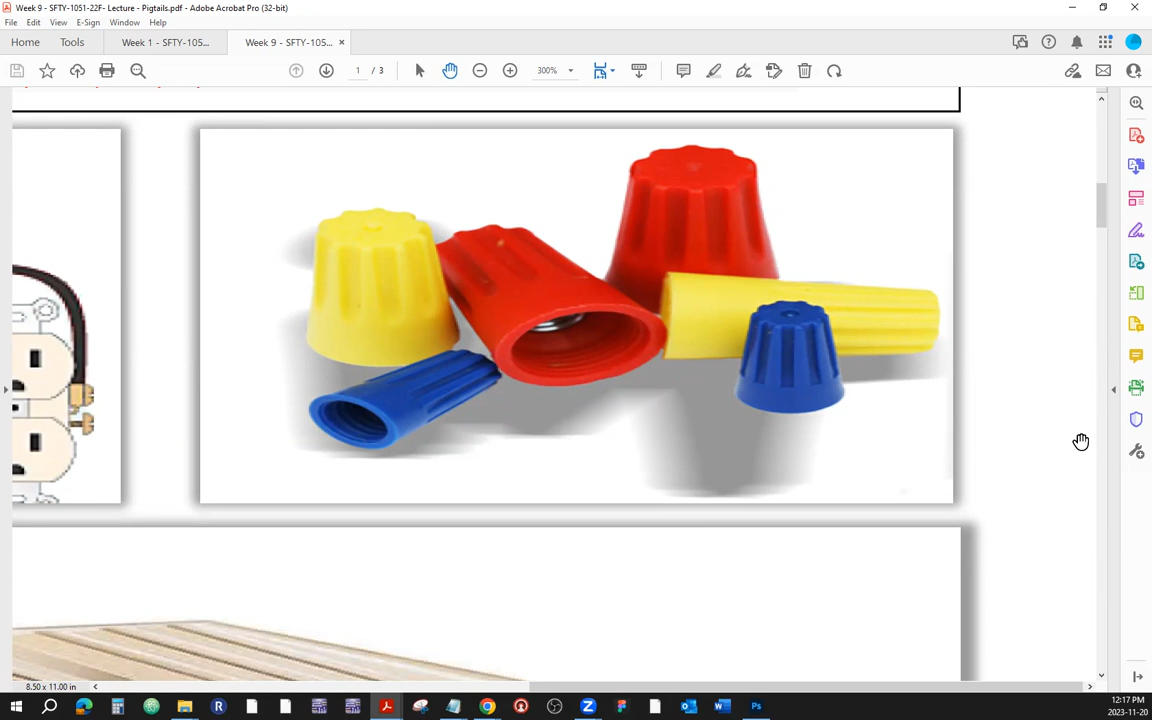 Week 9 - SFTY-1051-22F- Lecture - Pigtails.pdf - Adobe Acrobat Pro (32-bit)
File Edit View E-Sign Window Help
Home Tools Week 1 - SFTY-105... Week 9 - SFTY-105... ×
1 / 3 300%
8.50 x 11.00 in
12:17 PM
2023-11-20